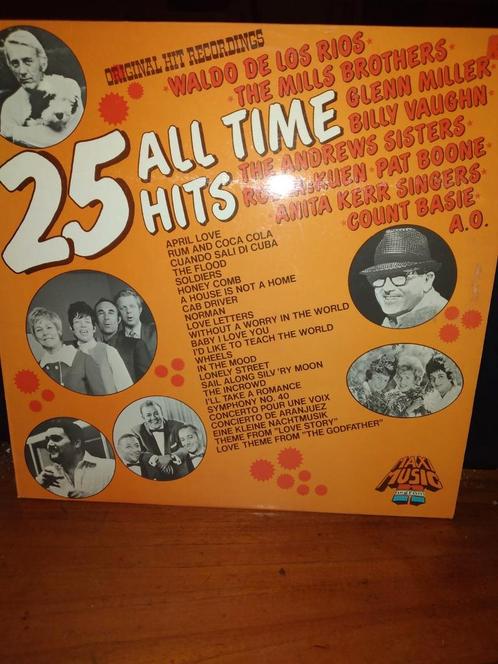 ORIGINAL HIT RECORDINGS
25 ALL TIME HITS
*WALDO DE LOS RIOS*
*THE MILLS BROTHERS*
GLENN MILLER*
BILLY VAUGHN*
THE ANDREWS SISTERS*
PAT BOONE*
ANITA KERR SINGERS*
*COUNT BASIE*
A.O.
APRIL LOVE
RUM AND COCA COLA
CUANDO SALI DI CUBA
THE FLOOD
SOLDIERS
HONEY COMB
A HOUSE IS NOT A HOME
CAB DRIVER
NORMAN
LOVE LETTERS
WITHOUT A WORRY IN THE WORLD
BABY I LOVE YOU
I'D LIKE TO TEACH THE WORLD
WHEELS
IN THE MOOD
LONELY STREET
SAIL ALONG SILV'RY MOON
THE INCROWD
I'LL TAKE A ROMANCE
SYMPHONY NO. 40
CONCERTO POUR UNE VOIX
CONCIERTO DE ARANJUEZ
EINE KLEINE NACHTMUSIK
THEME FROM "LOVE STORY"
LOVE THEME FROM "THE GODFATHER"
MAX
MUSIC